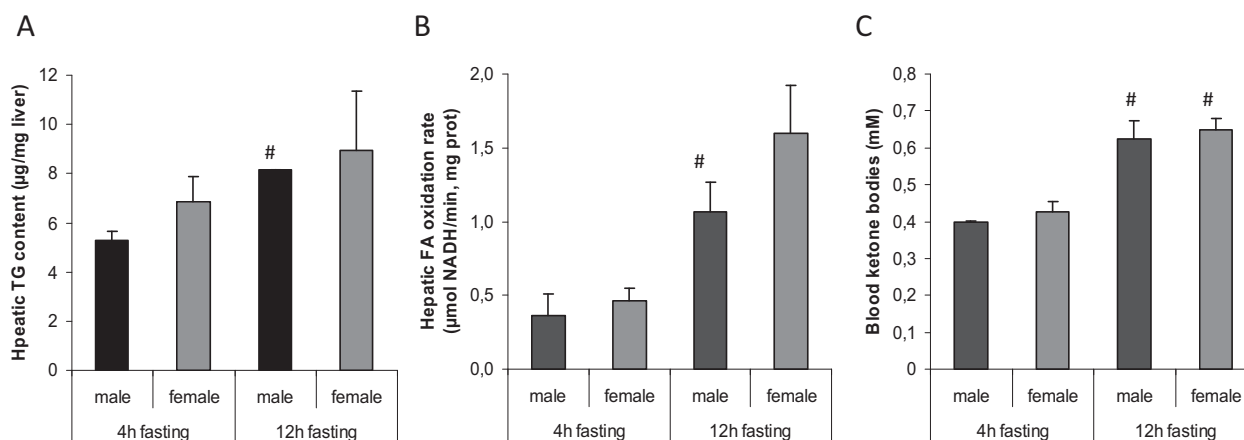 A
Hpeatic TG content (µg/mg liver)
12
10
8
6
4
2
0
#
male female male female
4h fasting 12h fasting
B
Hepatic FA oxidation rate
(µmol NADH/min, mg prot)
2,0
1,5
1,0
0,5
0,0
#
male female male female
4h fasting 12h fasting
C
Blood ketone bodies (mM)
0,8
0,7
0,6
0,5
0,4
0,3
0,2
0,1
0
# #
male female male female
4h fasting 12h fasting